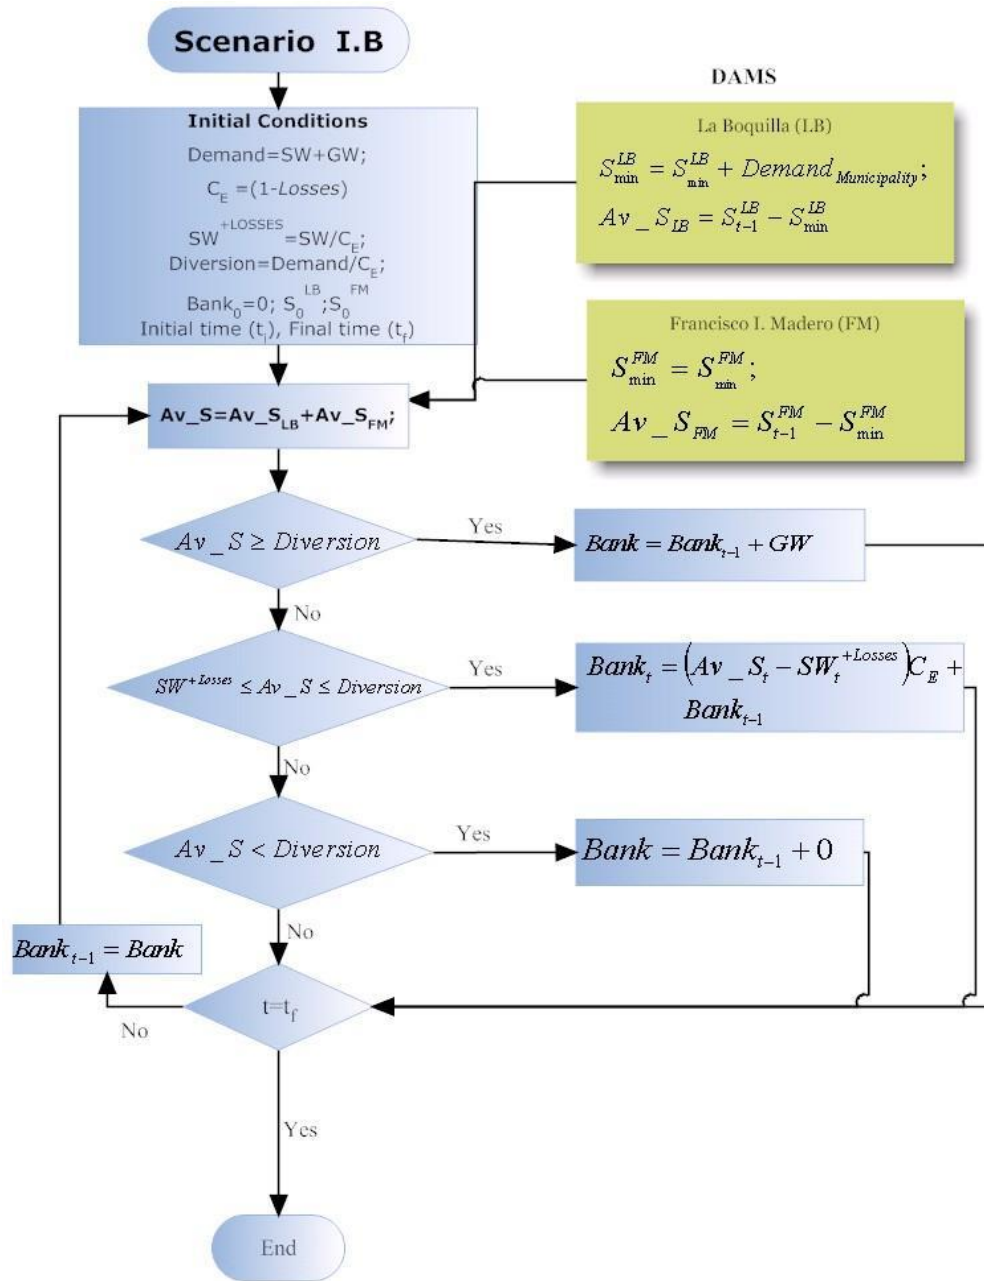 Scenario I.B
Initial Conditions
Demand=SW+GW;
C_E =(1-Losses)
SW^+LOSSES =SW/C_E;
Diversion=Demand/C_E;
Bank_0=0; S_0^LB;S_0^FM
Initial time (t_i), Final time (t_f)
DAMS
La Boquilla (LB)
S_min^LB = S_min^LB + Demand_Municipality;
Av_S_LB = S_t-1^LB − S_min^LB
Francisco I. Madero (FM)
S_min^FM = S_min^FM;
Av_S_FM = S_t-1^FM − S_min^FM
Av_S=Av_S_LB+Av_S_FM;
Av_S ≥ Diversion
Yes
Bank = Bank_t-1 + GW
No
SW^+Losses ≤ Av_S ≤ Diversion
Yes
Bank_t = (Av_S_t − SW_t^+Losses)C_E +
Bank_t-1
No
Av_S < Diversion
Yes
Bank = Bank_t-1 + 0
No
Bank_t-1 = Bank
t=t_f
No
Yes
End